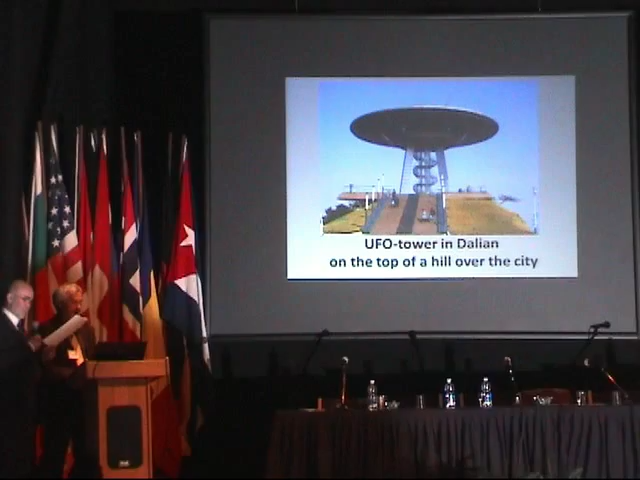 UFO-tower in Dalian
on the top of a hill over the city